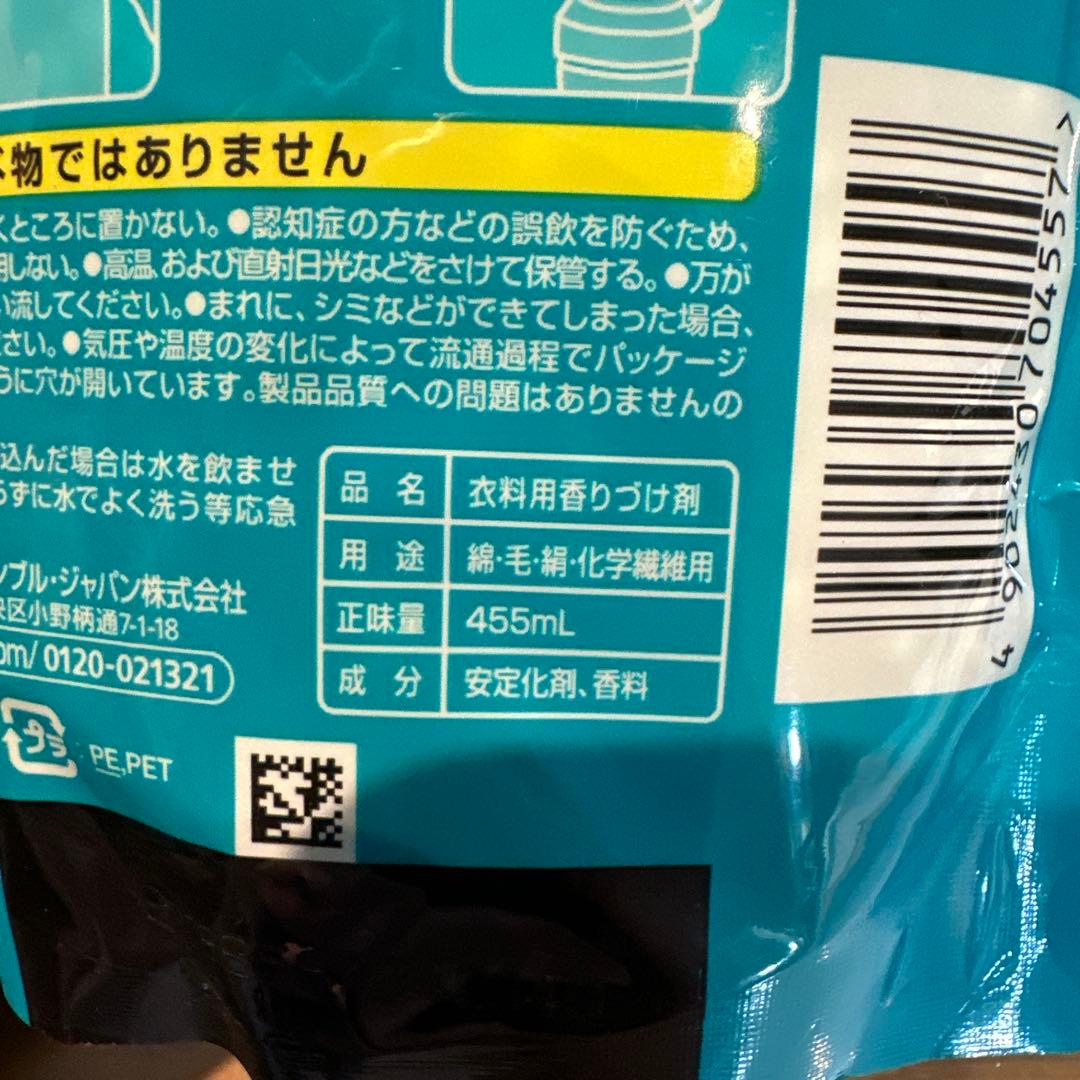 物ではありません
ところに置かない。●認知症の方などの誤飲を防ぐため、
用しない。●高温、および直射日光などをさけて保管する。●万が
い流してください。●まれに、シミなどができてしまった場合、
ださい。●気圧や温度の変化によって流通過程でパッケージ
うに穴が開いています。製品品質への問題はありませんの
込んだ場合は水を飲ませ
らずに水でよく洗う等応急
ンブル・ジャパン株式会社
央区小野柄通7-1-18
om/ 0120-021321
品名 衣料用香りづけ剤
用途 綿・毛・絹・化学繊維用
正味量 455mL
成分 安定化剤、香料
プラ : PE,PET
4 902430 704557 >